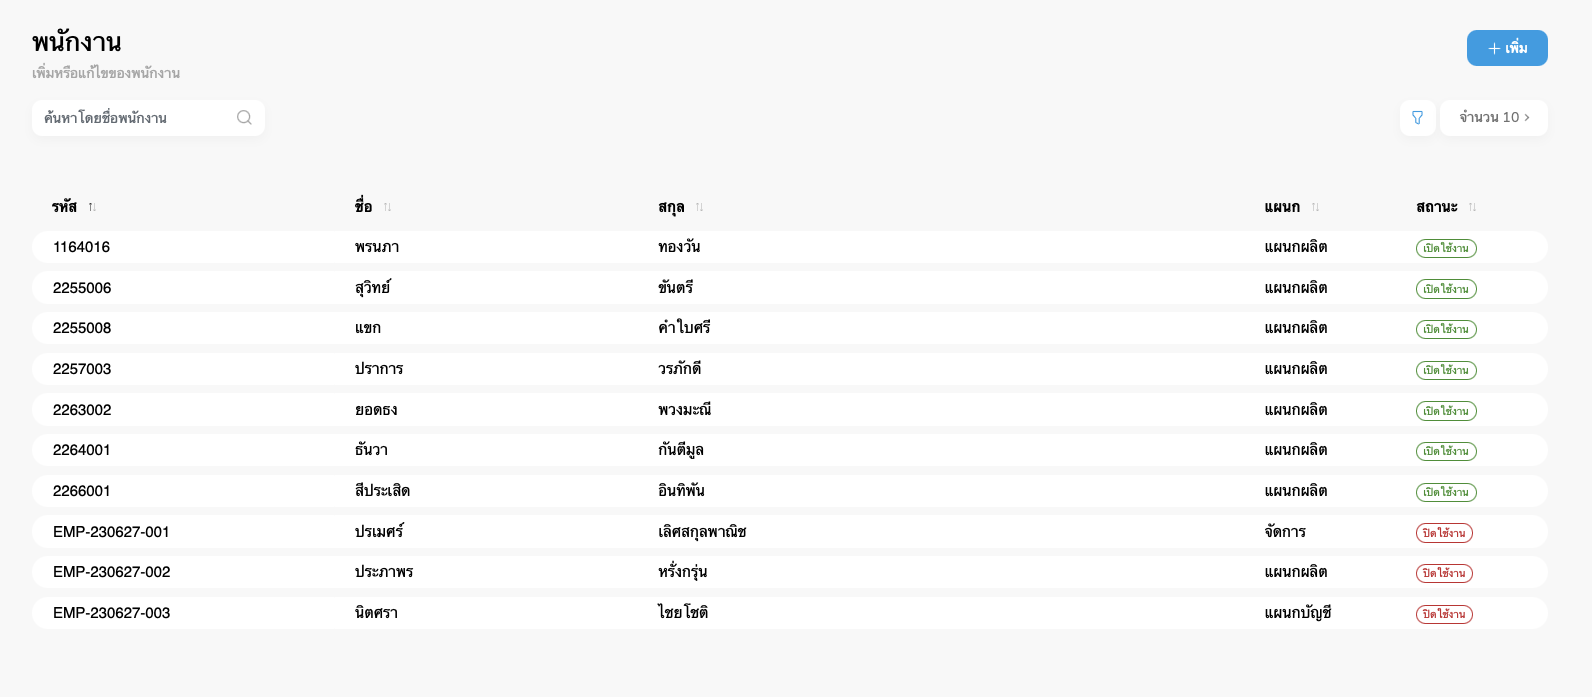 พนักงาน
เพิ่ม
เพิ่มหรือแก้ไขของพนักงาน
ค้นหาโดยชื่อพนักงาน
จำนวน 10
รหัส ชื่อ สกุล แผนก สถานะ
1164016 พรนภา ทองวัน แผนกผลิต เปิดใช้งาน
2255006 สุวิทย์ ขันตรี แผนกผลิต เปิดใช้งาน
2255008 แขก คำใบศรี แผนกผลิต เปิดใช้งาน
2257003 ปราการ วรภักดี แผนกผลิต เปิดใช้งาน
2263002 ยอดธง พวงมะณี แผนกผลิต เปิดใช้งาน
2264001 ธันวา กันตีมูล แผนกผลิต เปิดใช้งาน
2266001 สีประเสิด อินทิพัน แผนกผลิต เปิดใช้งาน
EMP-230627-001 ปรเมศร์ เลิศสกุลพาณิช จัดการ ปิดใช้งาน
EMP-230627-002 ประภาพร หรั่งกรุ่น แผนกผลิต ปิดใช้งาน
EMP-230627-003 นิตศรา ไชยโชติ แผนกบัญชี ปิดใช้งาน